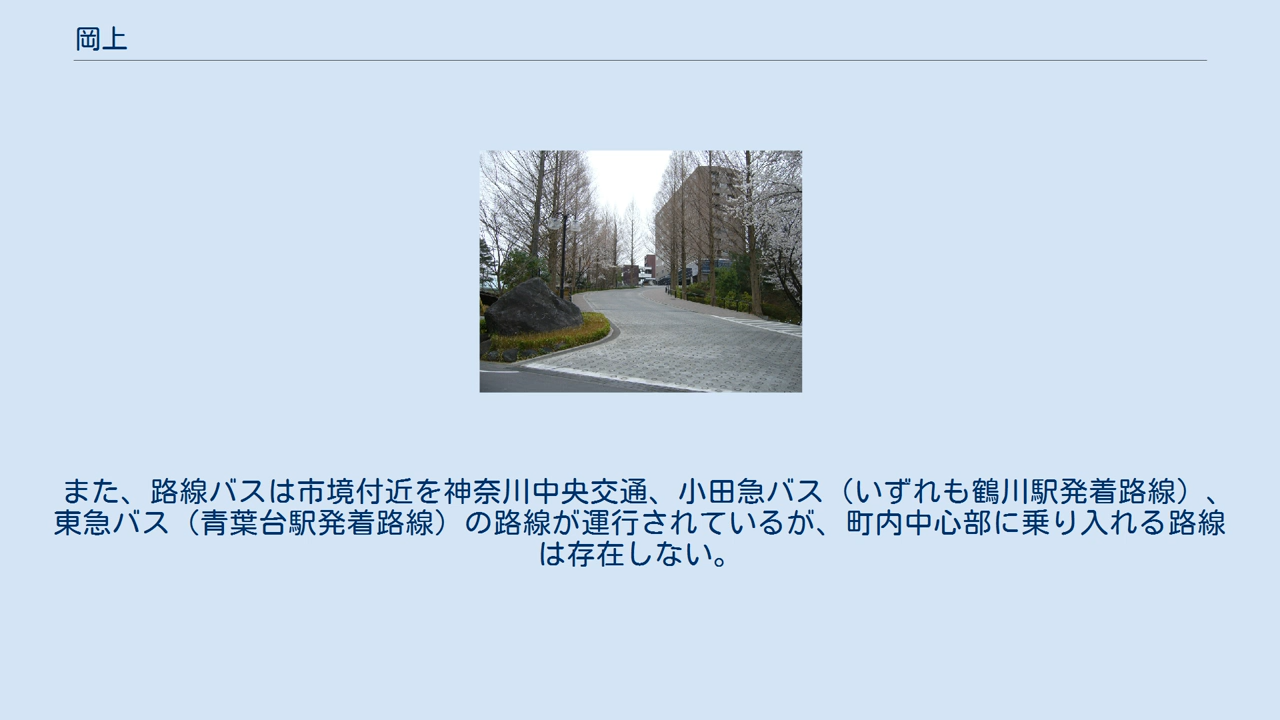 岡上
また、路線バスは市境付近を神奈川中央交通、小田急バス（いずれも鶴川駅発着路線）、
東急バス（青葉台駅発着路線）の路線が運行されているが、町内中心部に乗り入れる路線
は存在しない。